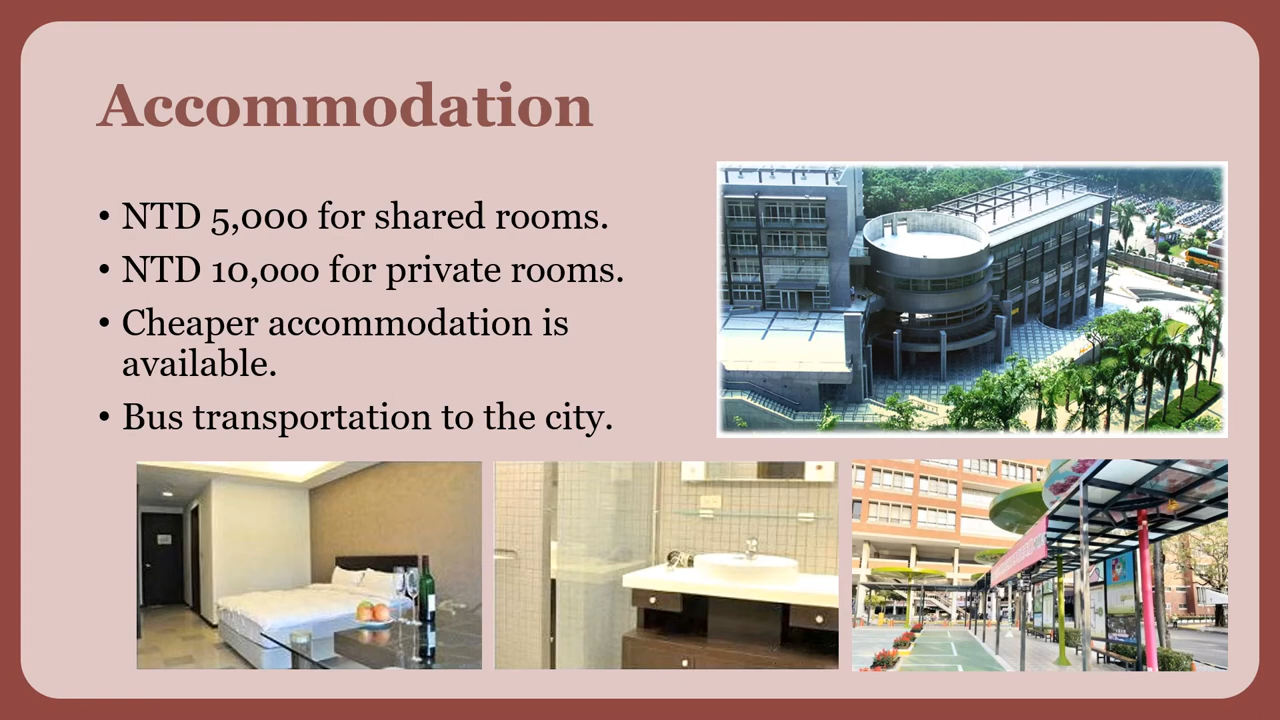 Accommodation
• NTD 5,000 for shared rooms.
• NTD 10,000 for private rooms.
• Cheaper accommodation is
available.
• Bus transportation to the city.